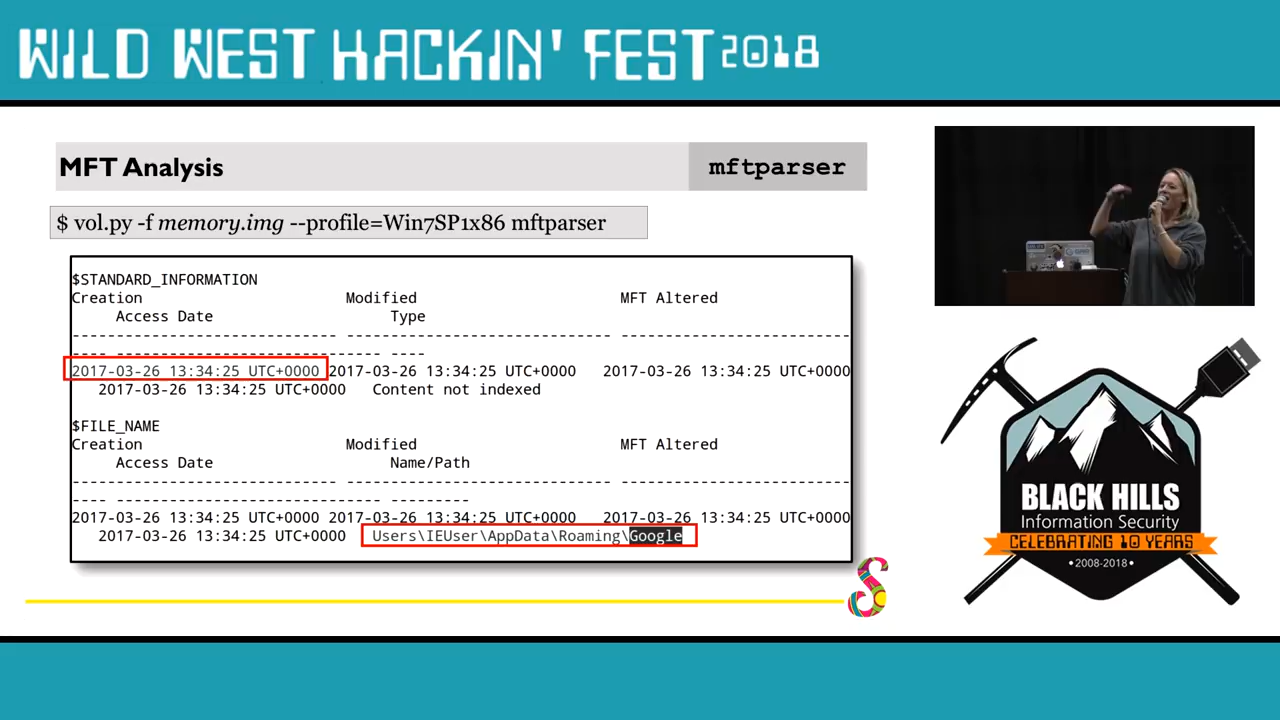 WILD WEST HACKIN' FEST 2018
MFT Analysis
mftparser
$ vol.py -f memory.img --profile=Win7SP1x86 mftparser
$STANDARD_INFORMATION
Creation Modified MFT Altered
Access Date Type
------------------------------ ------------------------------ --------------------------
---- ------------------------------ ----
2017-03-26 13:34:25 UTC+0000 2017-03-26 13:34:25 UTC+0000 2017-03-26 13:34:25 UTC+0000
2017-03-26 13:34:25 UTC+0000 Content not indexed
$FILE_NAME
Creation Modified MFT Altered
Access Date Name/Path
------------------------------ ------------------------------ --------------------------
---- ------------------------------ ---------
2017-03-26 13:34:25 UTC+0000 2017-03-26 13:34:25 UTC+0000 2017-03-26 13:34:25 UTC+0000
2017-03-26 13:34:25 UTC+0000 Users\IEUser\AppData\Roaming\Google
S
BLACK HILLS
Information Security
CELEBRATING 10 YEARS
•2008-2018•